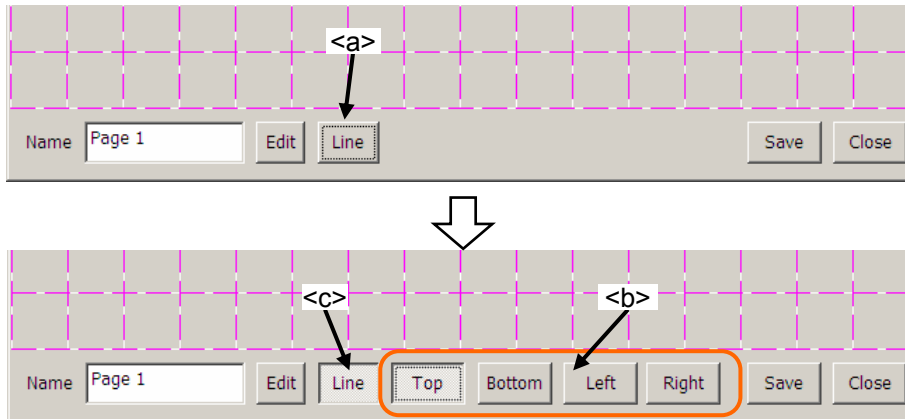 <a>
Name Page 1 Edit Line Save Close
<c> <b>
Name Page 1 Edit Line Top Bottom Left Right Save Close